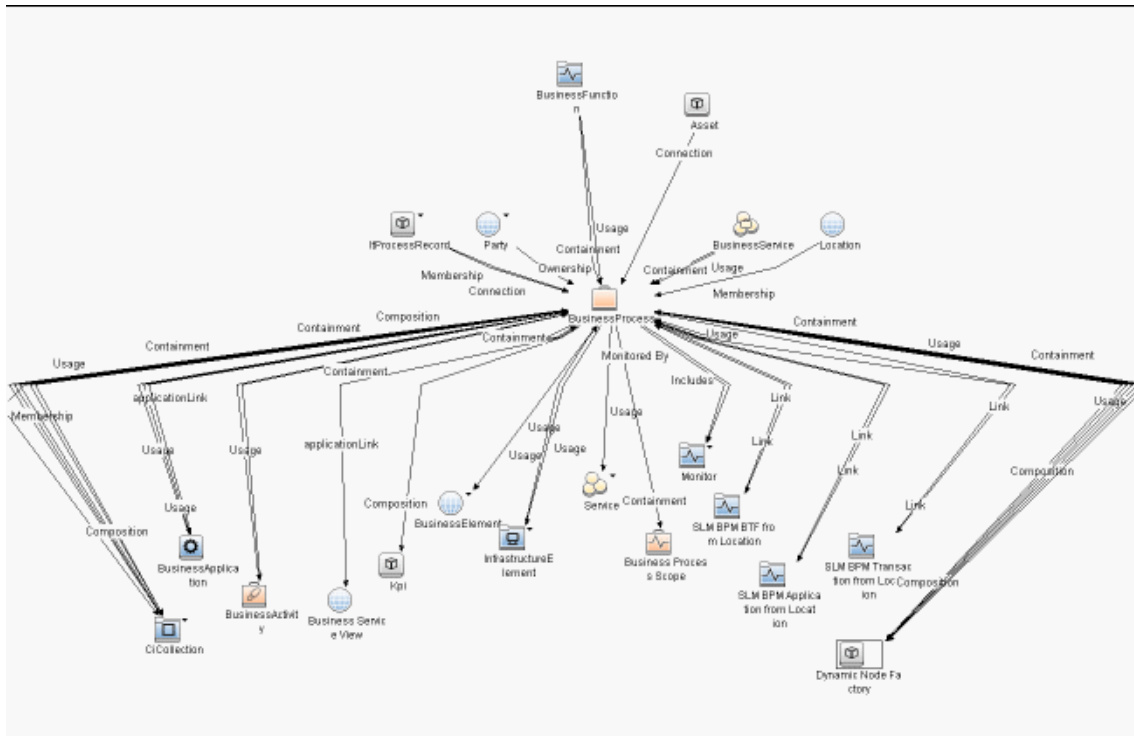 BusinessFunctio
n
Asset
Connection
ItProcessRecord
Party
Usage
BusinessService
Location
Containment
Ownership
Containment
Usage
Membership
Connection
Membership
BusinessProcess
Composition
Containment
Containment
Usage
Containment
Usage
Containment
Usage
Monitored By
Containment
Usage
Containment
Includes
applicationLink
Link
Link
Usage
Membership
Usage
Usage
Usage
applicationLink
Usage
Usage
Link
Link
Link
Monitor
Composition
Composition
Usage
Composition
BusinessElement
Service
Containment
Link
SLM BPM BTF fro
m Location
BusinessApplica
tion
InfrastructureE
lement
Business Proces
s Scope
SLM BPM Transac
tion from Loc
ion
Composition
Kpi
BusinessActivit
y
Business Servic
e View
SLM BPM Applica
tion from Locat
ion
CiCollection
Dynamic Node Fa
ctory